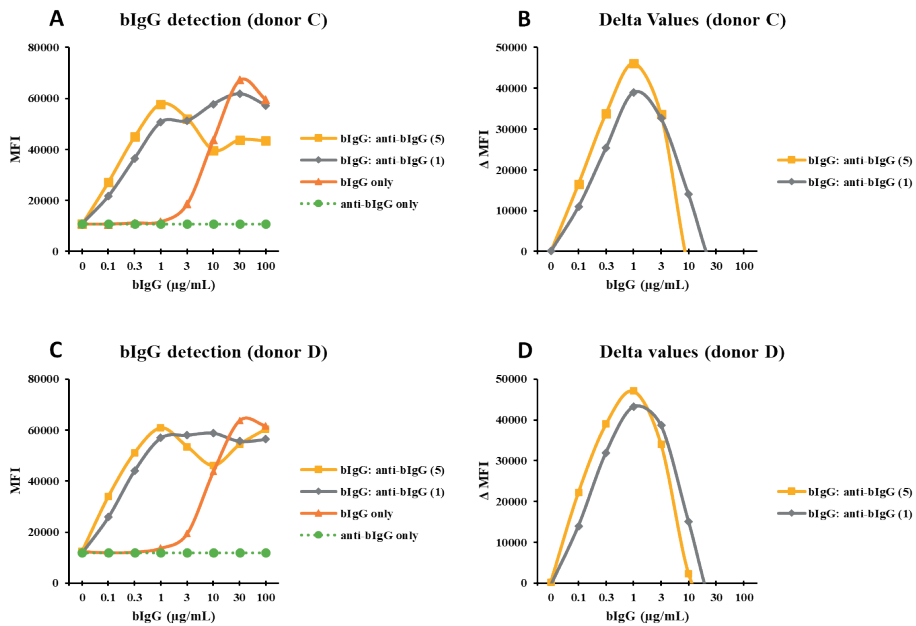 A
bIgG detection (donor C)
80000
60000
40000
20000
0
MFI
0 0.1 0.3 1 3 10 30 100
bIgG (µg/mL)
bIgG: anti-bIgG (5)
bIgG: anti-bIgG (1)
bIgG only
anti-bIgG only
B
Delta Values (donor C)
50000
40000
30000
20000
10000
0
Δ MFI
0 0.1 0.3 1 3 10 30 100
bIgG (µg/mL)
bIgG: anti-bIgG (5)
bIgG: anti-bIgG (1)
C
bIgG detection (donor D)
80000
60000
40000
20000
0
MFI
0 0.1 0.3 1 3 10 30 100
bIgG (µg/mL)
bIgG: anti-bIgG (5)
bIgG: anti-bIgG (1)
bIgG only
anti-bIgG only
D
Delta values (donor D)
50000
40000
30000
20000
10000
0
Δ MFI
0 0.1 0.3 1 3 10 30 100
bIgG (µg/mL)
bIgG: anti-bIgG (5)
bIgG: anti-bIgG (1)